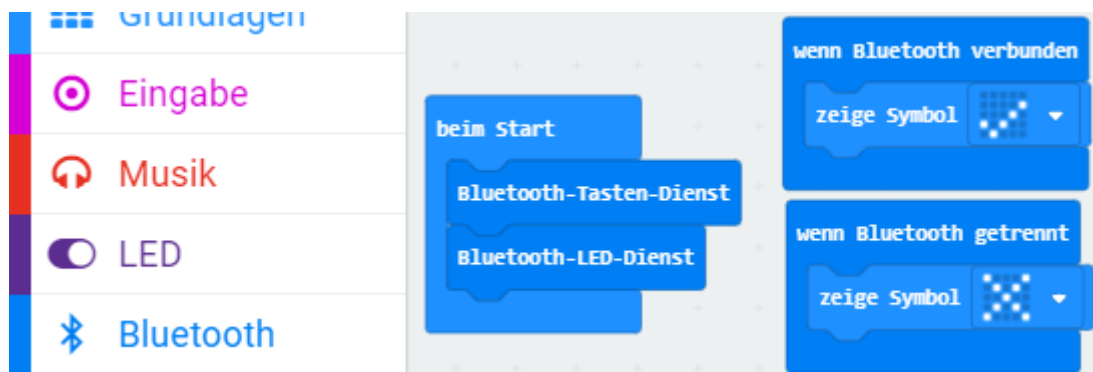 Grundlagen
Eingabe
Musik
LED
Bluetooth
beim Start
Bluetooth-Tasten-Dienst
Bluetooth-LED-Dienst
wenn Bluetooth verbunden
zeige Symbol
wenn Bluetooth getrennt
zeige Symbol